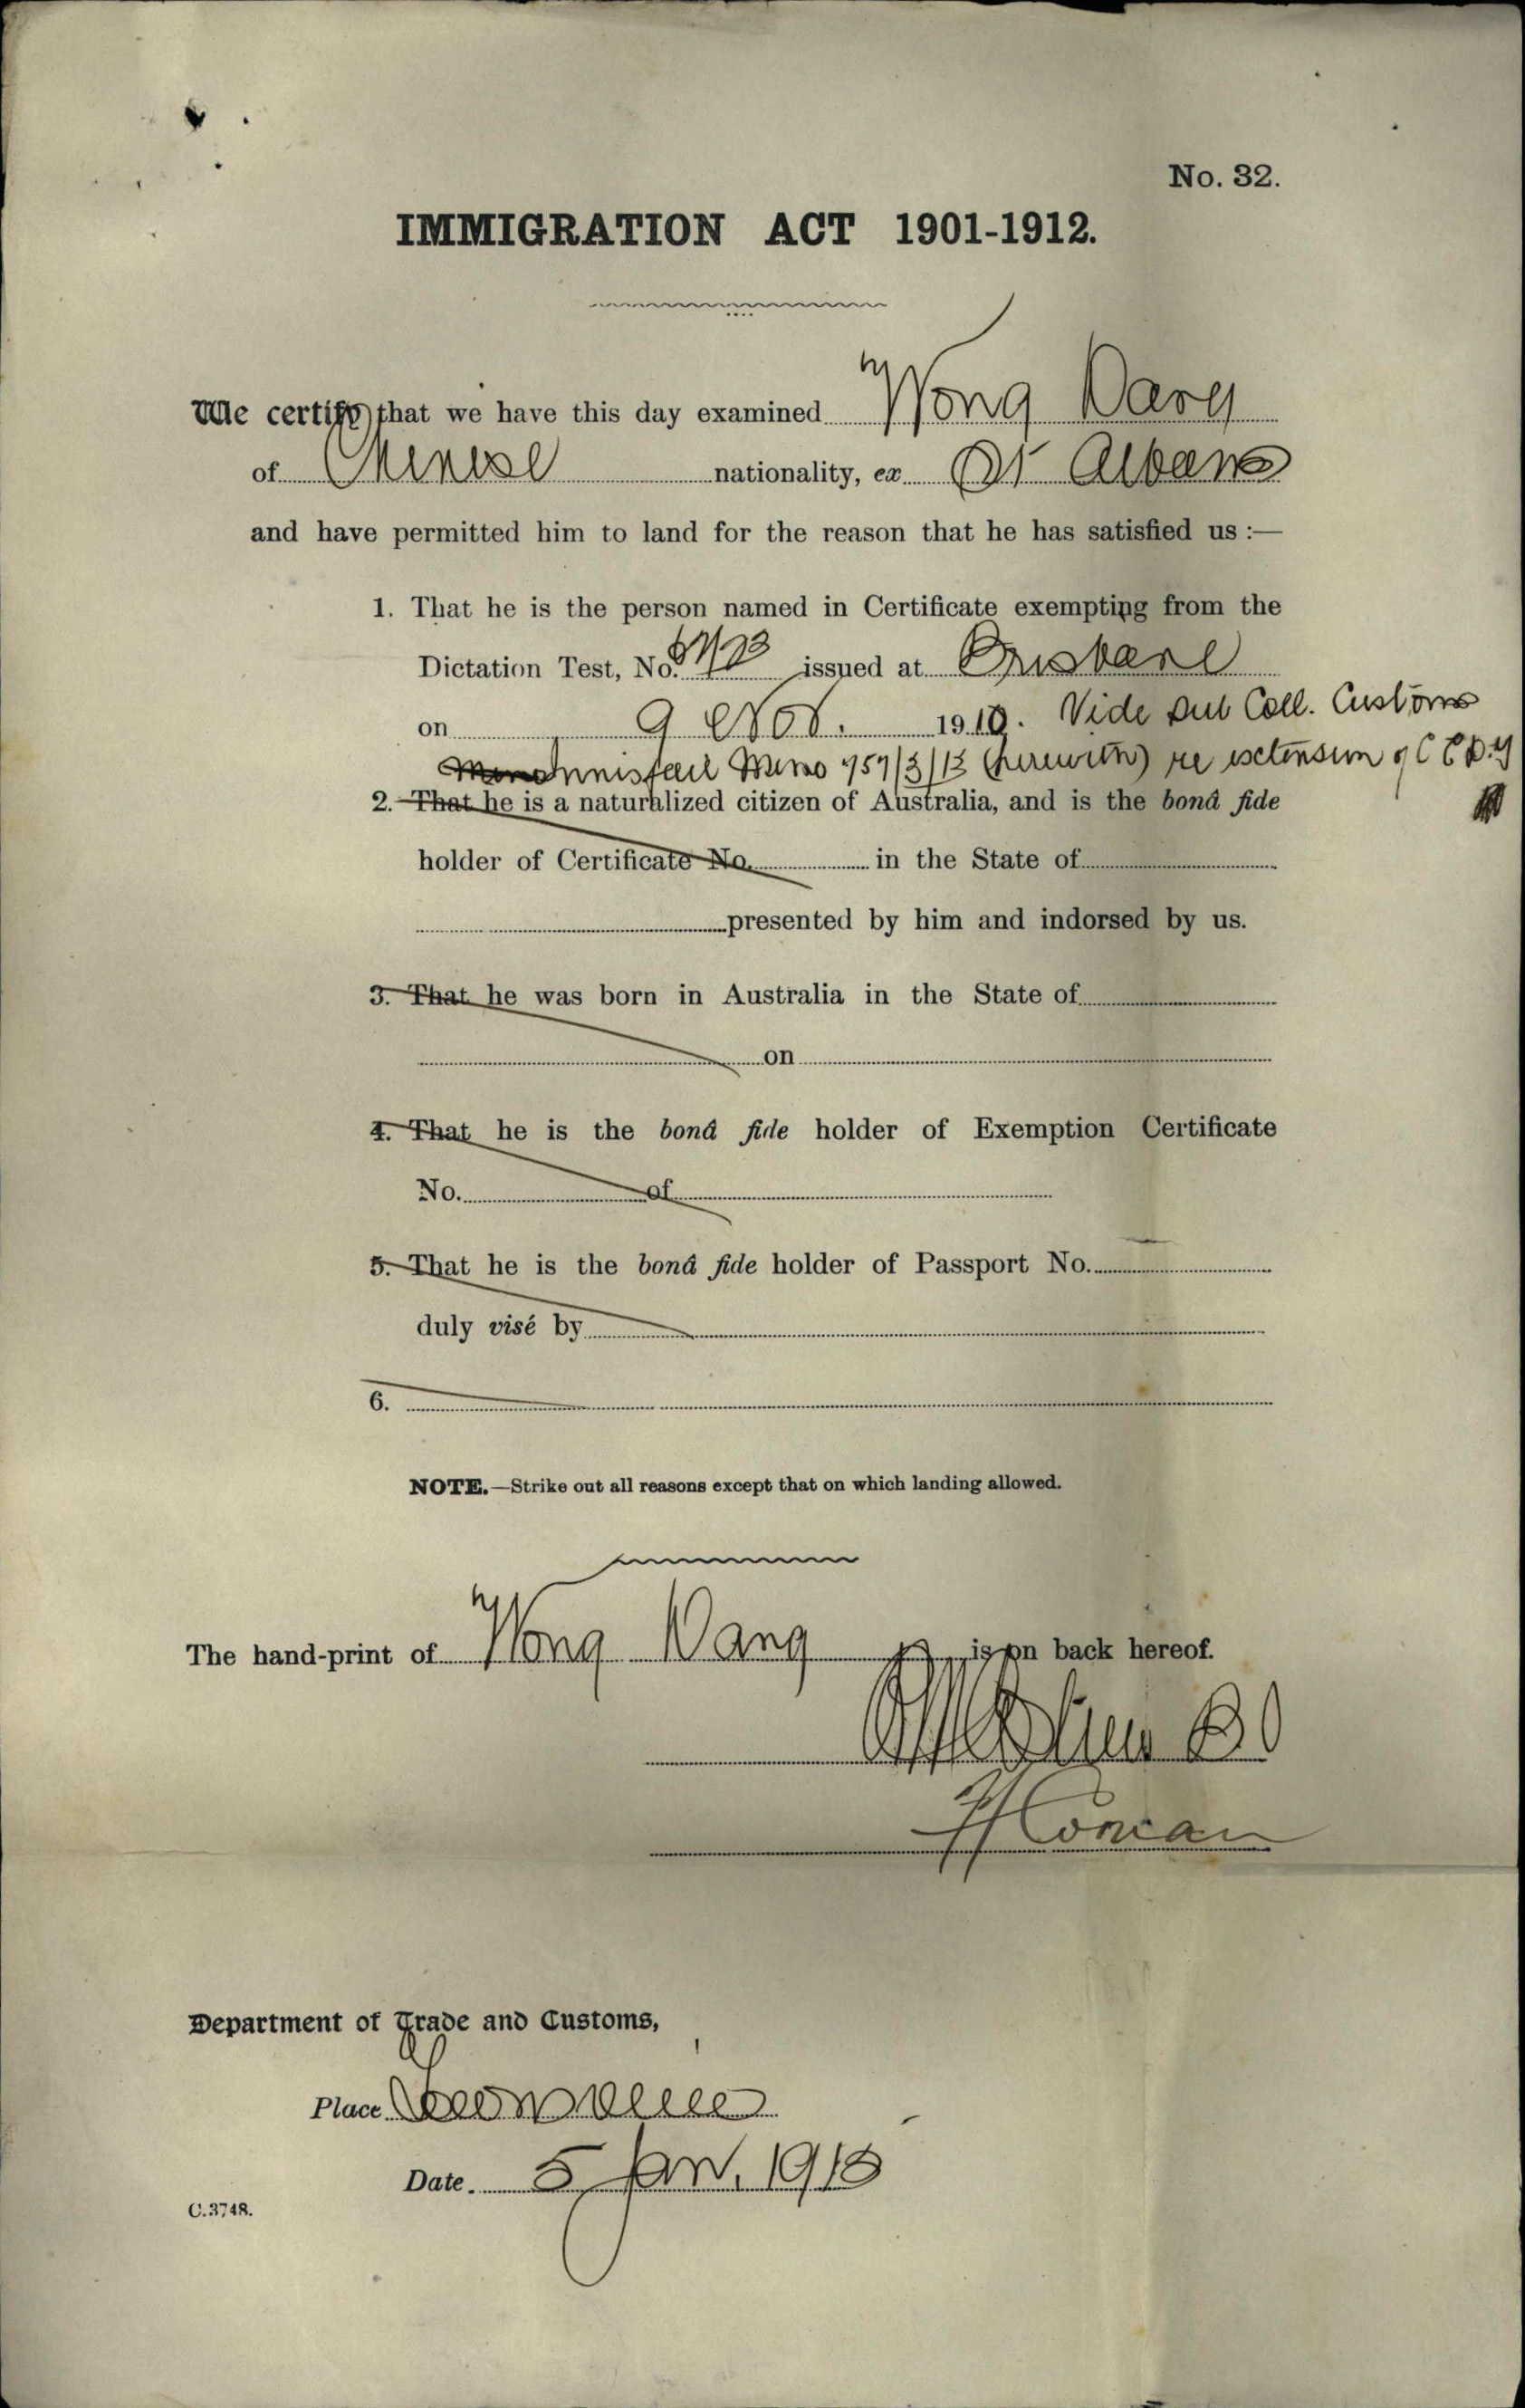 No. 32.
IMMIGRATION ACT 1901-1912.
We certify that we have this day examined Wong Wang
of Chinese nationality, ex St Albans
and have permitted him to land for the reason that he has satisfied us :—
1. That he is the person named in Certificate exempting from the
Dictation Test, No. issued at Brisbane
on 9 Nov. 1910. Vide Sub Coll. Customs
Innisfail Memo 959/3/13 (herewith) re extension of C E D T
2. That he is a naturalized citizen of Australia, and is the bonâ fide
holder of Certificate No. in the State of
presented by him and indorsed by us.
3. That he was born in Australia in the State of
on
4. That he is the bonâ fide holder of Exemption Certificate
No. of
5. That he is the bonâ fide holder of Passport No.
duly visé by
6.
NOTE.—Strike out all reasons except that on which landing allowed.
The hand-print of Wong Wang is on back hereof.
Department of Trade and Customs,
Place Townsville
Date. 5 Jan. 1913
C.3748.